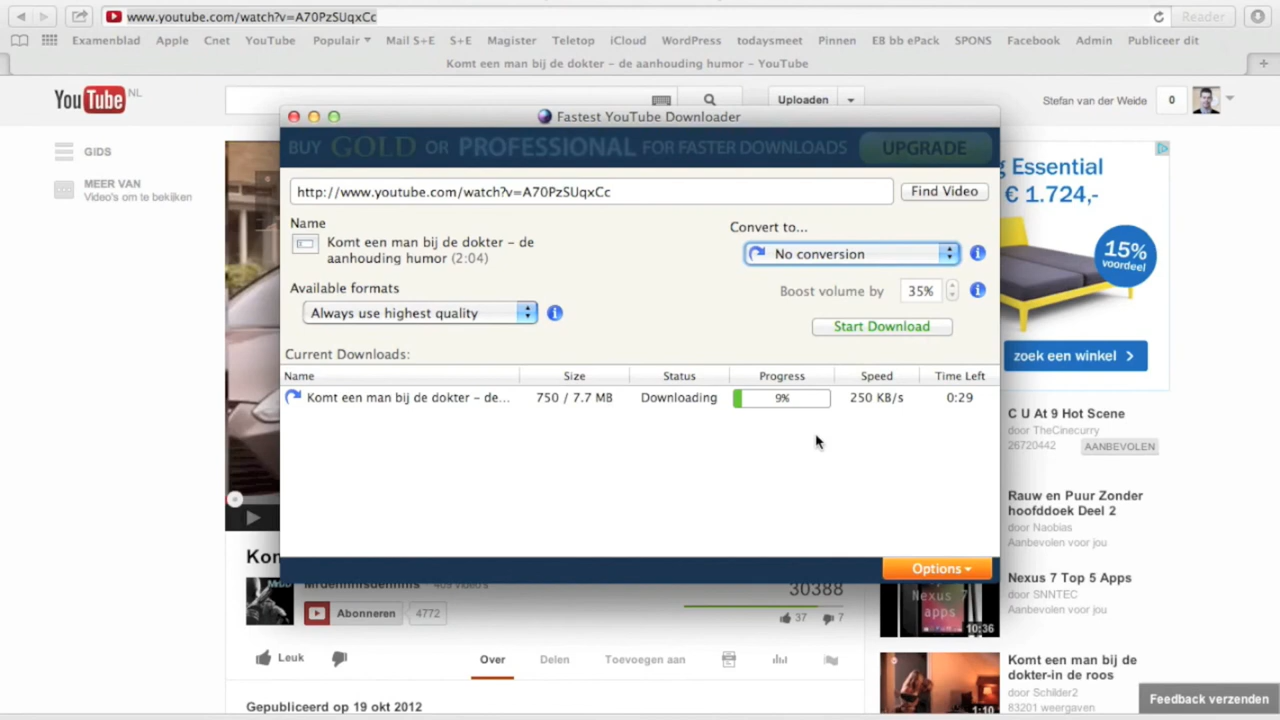 www.youtube.com/watch?v=A70PzSUqxCc
Reader
Examenblad Apple Cnet YouTube Populair Mail S+E S+E Magister Teletop iCloud WordPress todaysmeet Pinnen EB bb ePack SPONS Facebook Admin Publiceer dit
Komt een man bij de dokter – de aanhouding humor – YouTube
YouTube NL
Uploaden
Stefan van der Weide 0
GIDS
MEER VAN
Video's om te bekijken
Fastest YouTube Downloader
BUY GOLD OR PROFESSIONAL FOR FASTER DOWNLOADS UPGRADE
http://www.youtube.com/watch?v=A70PzSUqxCc Find Video
Name
Komt een man bij de dokter – de
aanhouding humor (2:04)
Convert to...
No conversion
Available formats
Always use highest quality
Boost volume by 35%
Start Download
Current Downloads:
Name Size Status Progress Speed Time Left
Komt een man bij de dokter – de... 750 / 7.7 MB Downloading 9% 250 KB/s 0:29
Options
g Essential
€ 1.724,-
15%
voordeel
zoek een winkel
C U At 9 Hot Scene
door TheCinecurry
26720442 AANBEVOLEN
Rauw en Puur Zonder
hoofddoek Deel 2
door Naobias
Aanbevolen voor jou
Nexus 7 Top 5 Apps
door SNNTEC
Aanbevolen voor jou
Nexus 7
apps
10:36
Komt een man bij de
dokter-in de roos
door Schilder2
83201 weergaven
1:10
Kon
30388
Abonneren 4772
37 7
Leuk
Over Delen Toevoegen aan
Gepubliceerd op 19 okt 2012
Feedback verzenden